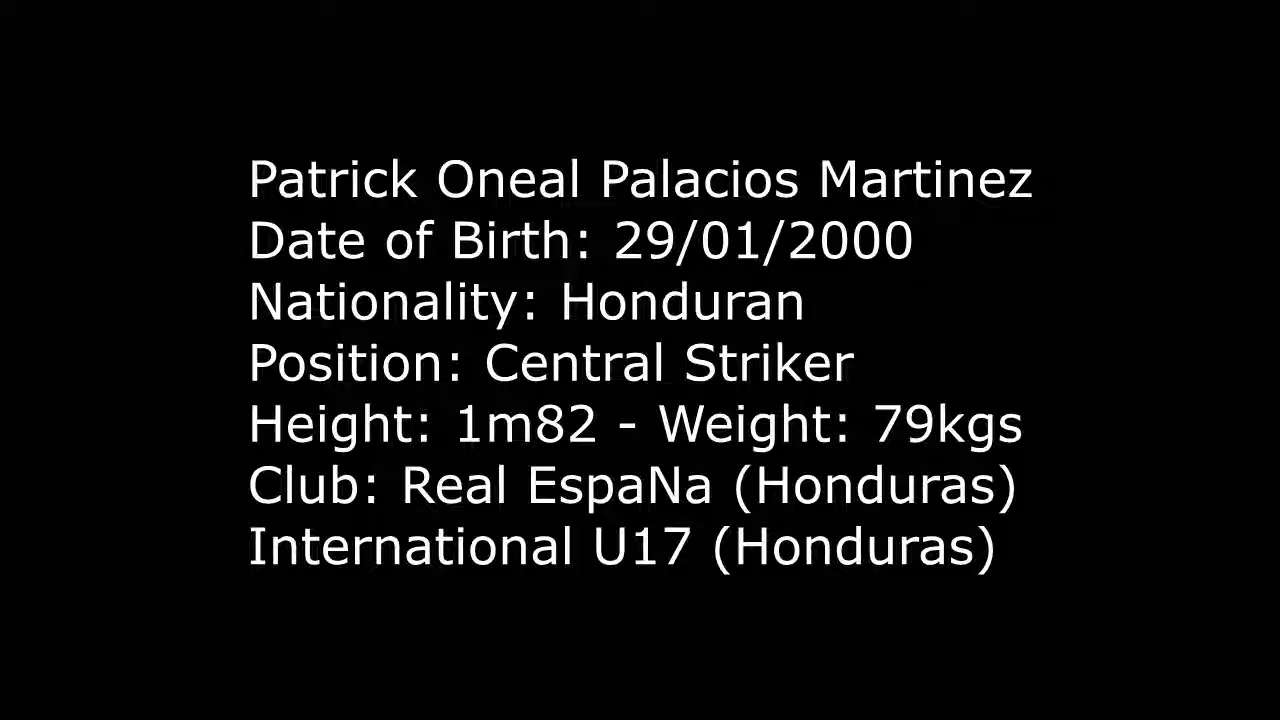 Patrick Oneal Palacios Martinez
Date of Birth: 29/01/2000
Nationality: Honduran
Position: Central Striker
Height: 1m82 - Weight: 79kgs
Club: Real EspaNa (Honduras)
International U17 (Honduras)